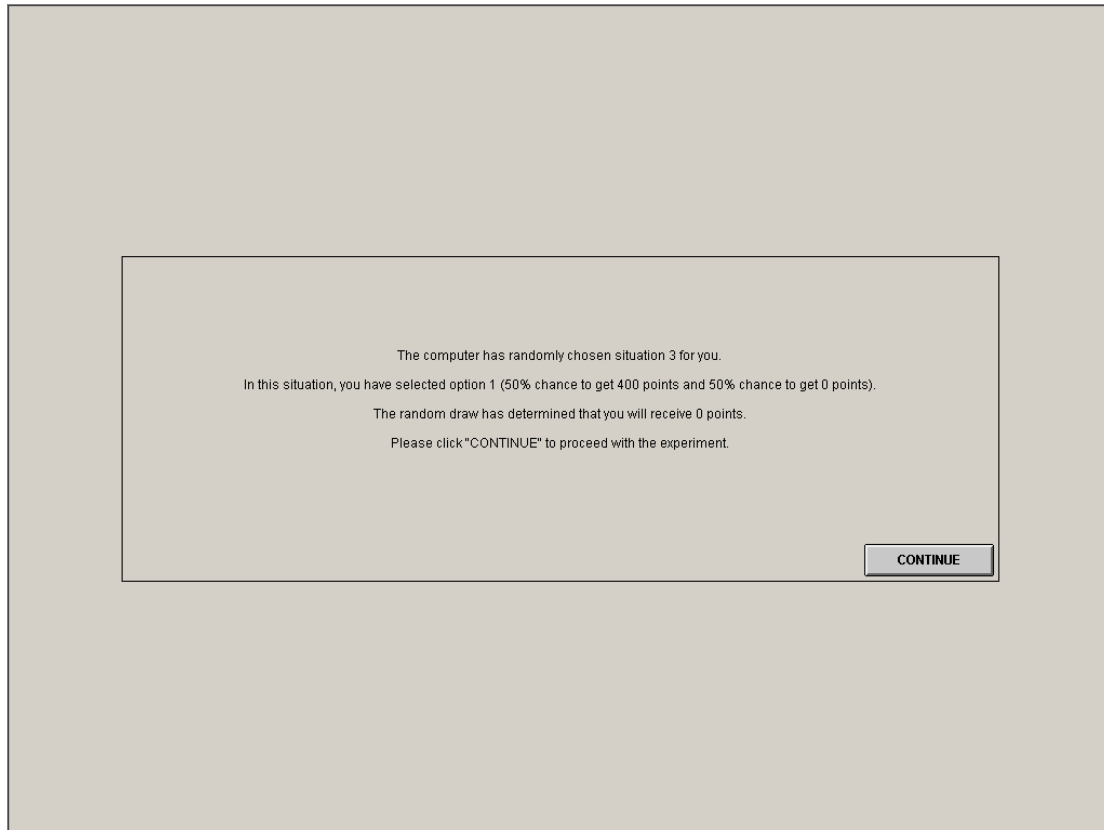 The computer has randomly chosen situation 3 for you.
In this situation, you have selected option 1 (50% chance to get 400 points and 50% chance to get 0 points).
The random draw has determined that you will receive 0 points.
Please click "CONTINUE" to proceed with the experiment.
CONTINUE